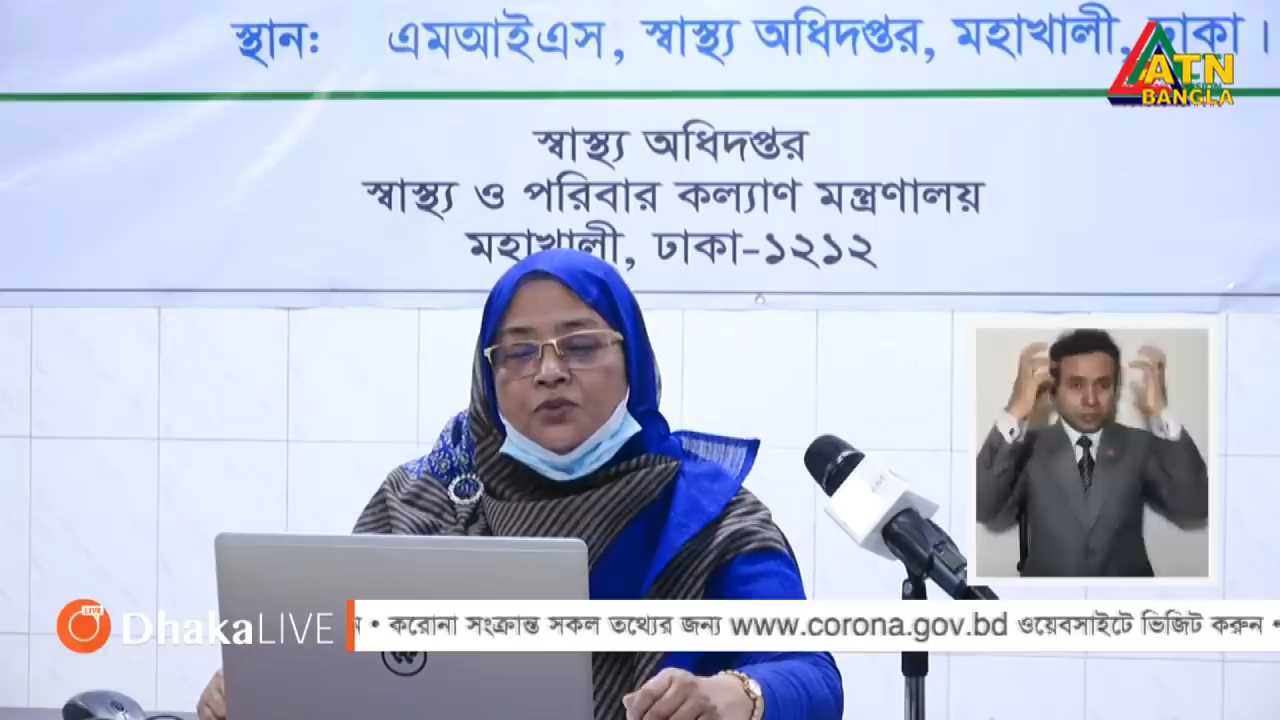 স্থান: এমআইএস, স্বাস্থ্য অধিদপ্তর, মহাখালী, ঢাকা।
ATN
BANGLA
স্বাস্থ্য অধিদপ্তর
স্বাস্থ্য ও পরিবার কল্যাণ মন্ত্রণালয়
মহাখালী, ঢাকা-১২১২
LIVE
DhakaLIVE
• করোনা সংক্রান্ত সকল তথ্যের জন্য www.corona.gov.bd ওয়েবসাইটে ভিজিট করুন •